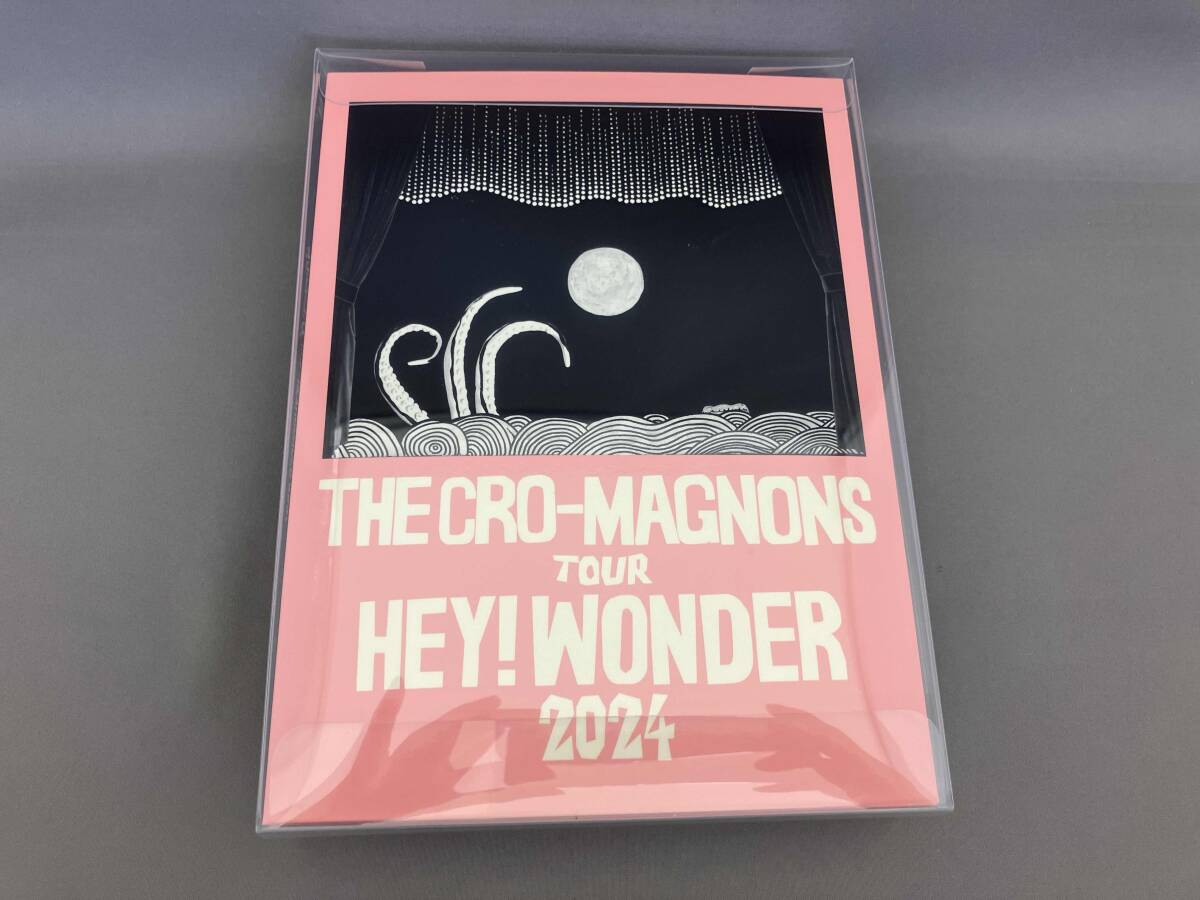 THE CRO-MAGNONS
TOUR
HEY! WONDER
2024